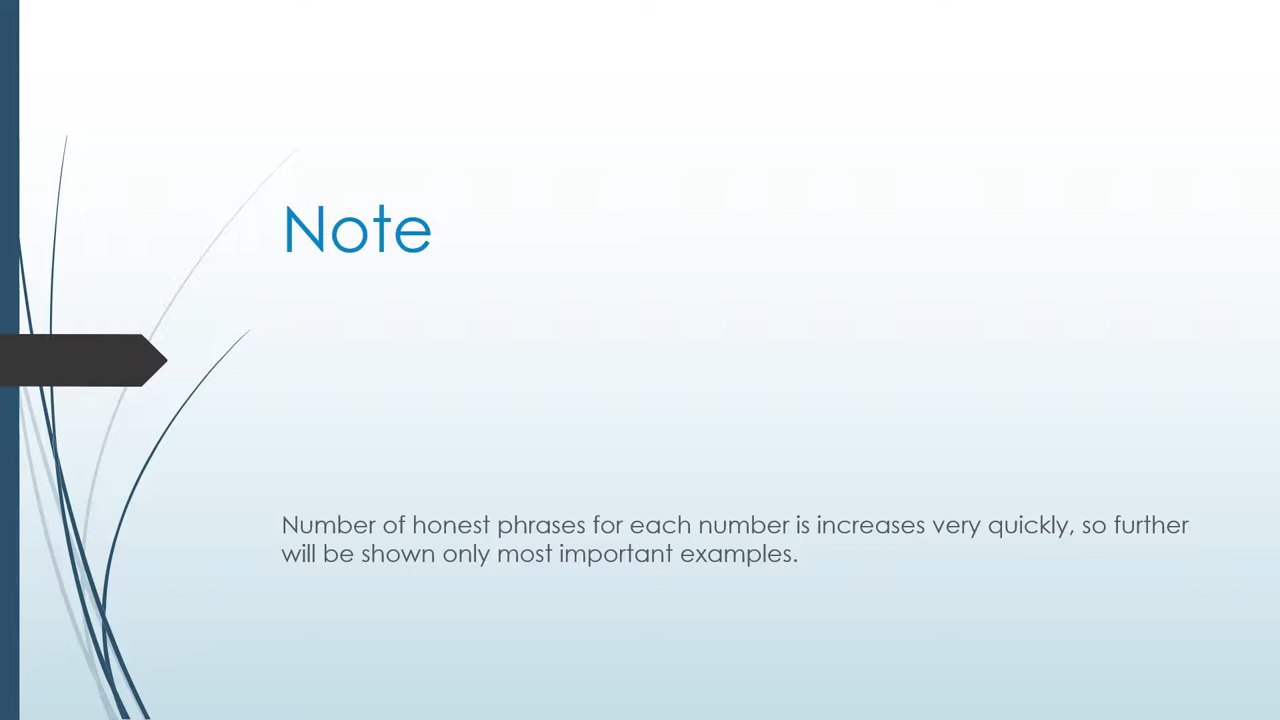 Note
Number of honest phrases for each number is increases very quickly, so further
will be shown only most important examples.